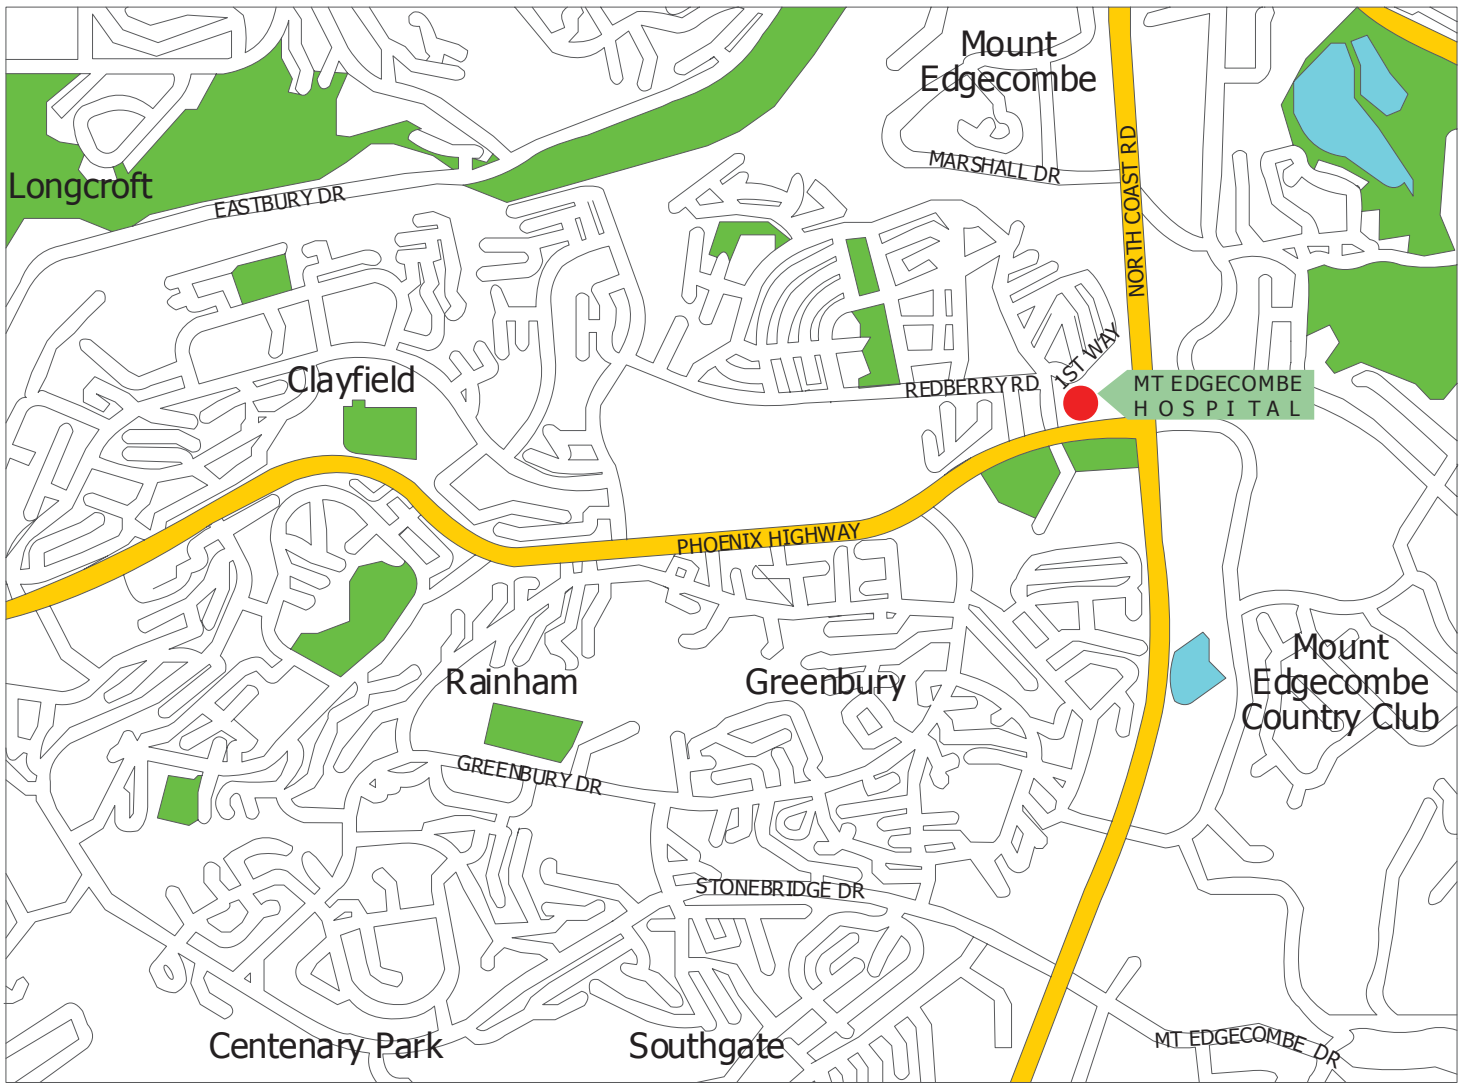 Mount
Edgecombe
MARSHALL DR
NORTH COAST RD
Longcroft
EASTBURY DR
Clayfield
1ST WAY
REDBERRY RD
MT EDGECOMBE
HOSPITAL
PHOENIX HIGHWAY
Rainham
Greenbury
Mount
Edgecombe
Country Club
GREENBURY DR
STONEBRIDGE DR
Centenary Park
Southgate
MT EDGECOMBE DR